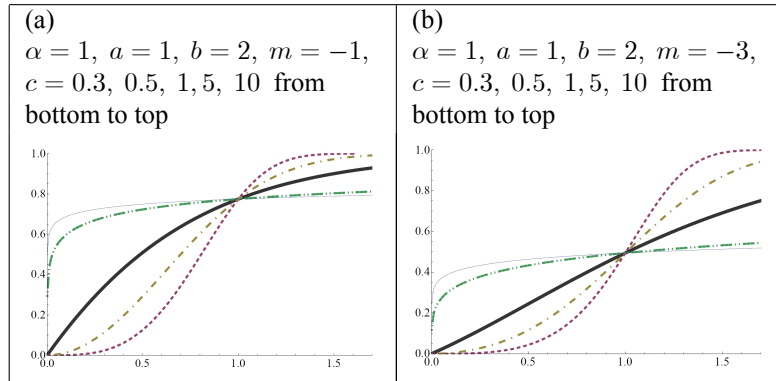 (a)
α = 1, a = 1, b = 2, m = −1,
c = 0.3, 0.5, 1, 5, 10 from
bottom to top
1.0
0.8
0.6
0.4
0.2
0.0
0.0 0.5 1.0 1.5
(b)
α = 1, a = 1, b = 2, m = −3,
c = 0.3, 0.5, 1, 5, 10 from
bottom to top
1.0
0.8
0.6
0.4
0.2
0.0
0.0 0.5 1.0 1.5